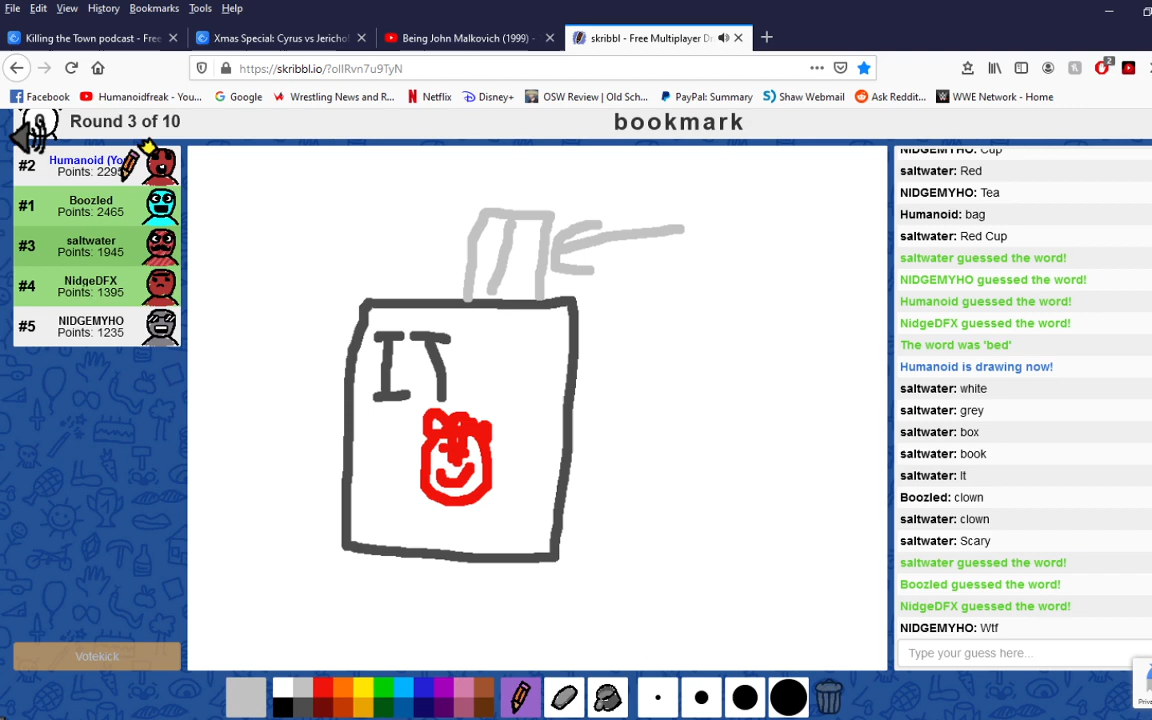 File Edit View History Bookmarks Tools Help
Killing the Town podcast - Free
Xmas Special: Cyrus vs Jericho
Being John Malkovich (1999) -
skribbl - Free Multiplayer Dr
https://skribbl.io/?olIRvn7u9TyN
2
Facebook Humanoidfreak - You... Google Wrestling News and R... Netflix Disney+ OSW Review | Old Sch... PayPal: Summary Shaw Webmail Ask Reddit... WWE Network - Home
0 Round 3 of 10 bookmark
#2 Humanoid (You
Points: 2295
#1 Boozled
Points: 2465
#3 saltwater
Points: 1945
#4 NidgeDFX
Points: 1395
#5 NIDGEMYHO
Points: 1235
Votekick
IT
NIDGEMYHO: Cup
saltwater: Red
NIDGEMYHO: Tea
Humanoid: bag
saltwater: Red Cup
saltwater guessed the word!
NIDGEMYHO guessed the word!
Humanoid guessed the word!
NidgeDFX guessed the word!
The word was 'bed'
Humanoid is drawing now!
saltwater: white
saltwater: grey
saltwater: box
saltwater: book
saltwater: It
Boozled: clown
saltwater: clown
saltwater: Scary
saltwater guessed the word!
Boozled guessed the word!
NidgeDFX guessed the word!
NIDGEMYHO: Wtf
Type your guess here...